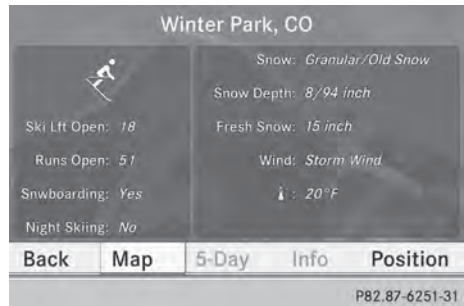 Winter Park, CO
Ski Lft Open: 18
Runs Open: 51
Snwboarding: Yes
Night Skiing: No
Snow: Granular/Old Snow
Snow Depth: 8/94 inch
Fresh Snow: 15 inch
Wind: Storm Wind
: 20°F
Back Map 5-Day Info Position
P82.87-6251-31